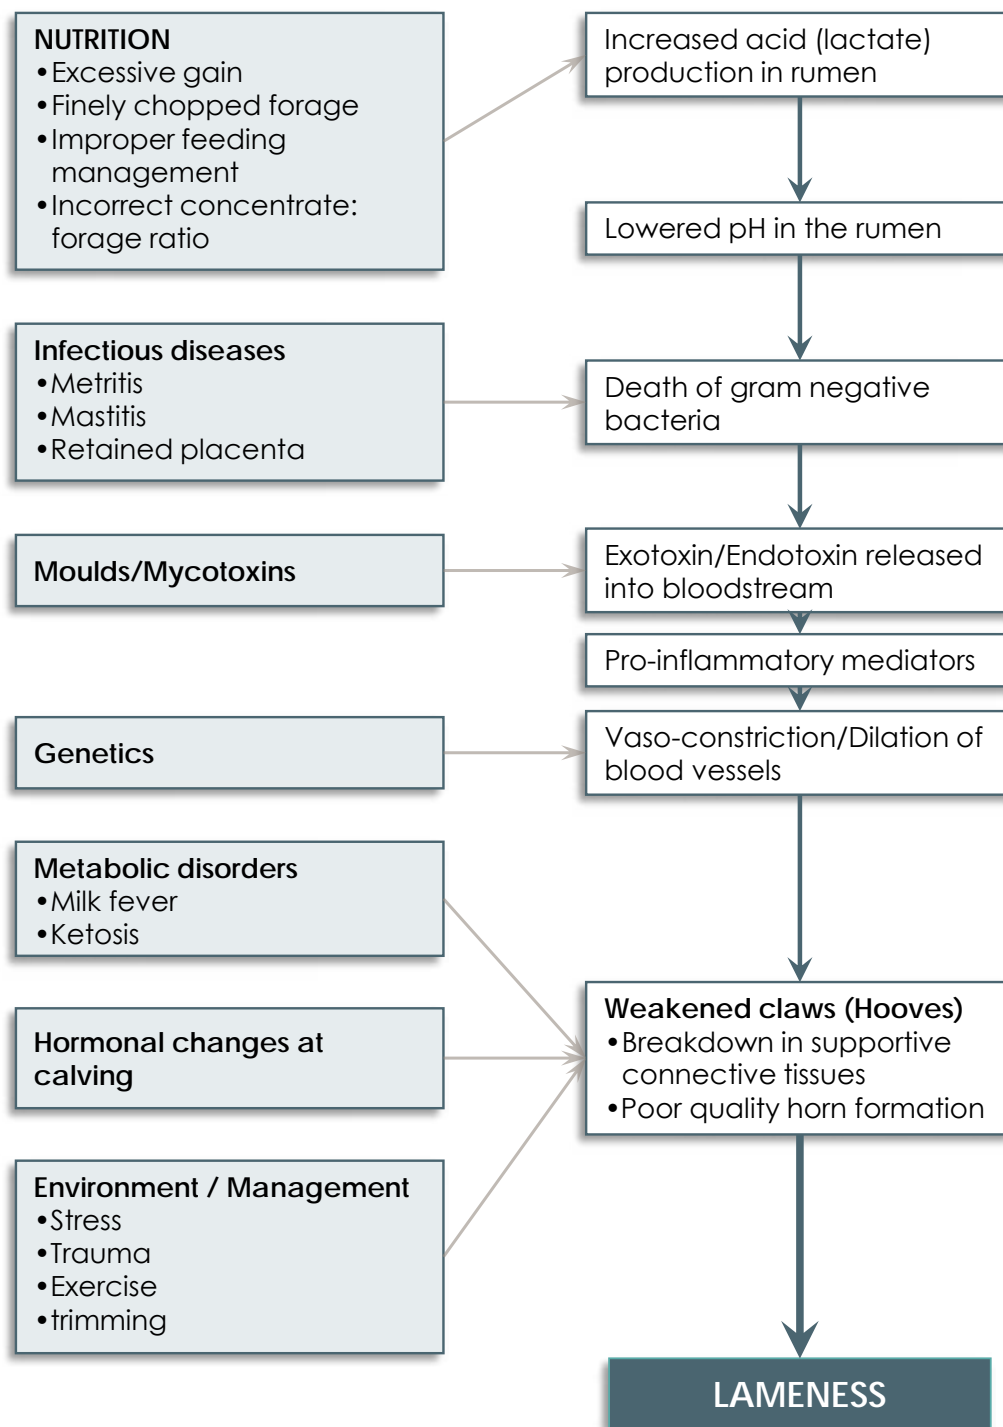 NUTRITION
•Excessive gain
•Finely chopped forage
•Improper feeding
management
•Incorrect concentrate:
forage ratio
Increased acid (lactate)
production in rumen
Lowered pH in the rumen
Infectious diseases
•Metritis
•Mastitis
•Retained placenta
Death of gram negative
bacteria
Moulds/Mycotoxins
Exotoxin/Endotoxin released
into bloodstream
Pro-inflammatory mediators
Genetics
Vaso-constriction/Dilation of
blood vessels
Metabolic disorders
•Milk fever
•Ketosis
Hormonal changes at
calving
Weakened claws (Hooves)
•Breakdown in supportive
connective tissues
•Poor quality horn formation
Environment / Management
•Stress
•Trauma
•Exercise
•trimming
LAMENESS